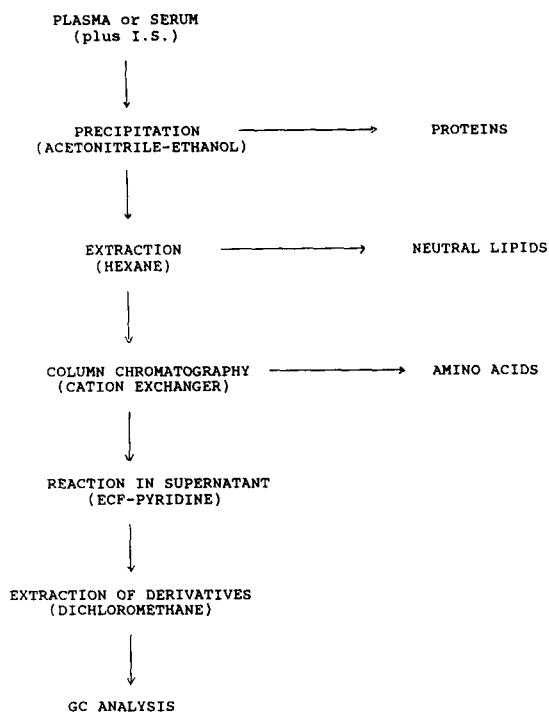 PLASMA or SERUM
(plus I.S.)
PRECIPITATION
(ACETONITRILE-ETHANOL)
PROTEINS
EXTRACTION
(HEXANE)
NEUTRAL LIPIDS
COLUMN CHROMATOGRAPHY
(CATION EXCHANGER)
AMINO ACIDS
REACTION IN SUPERNATANT
(ECF-PYRIDINE)
EXTRACTION OF DERIVATIVES
(DICHLOROMETHANE)
GC ANALYSIS